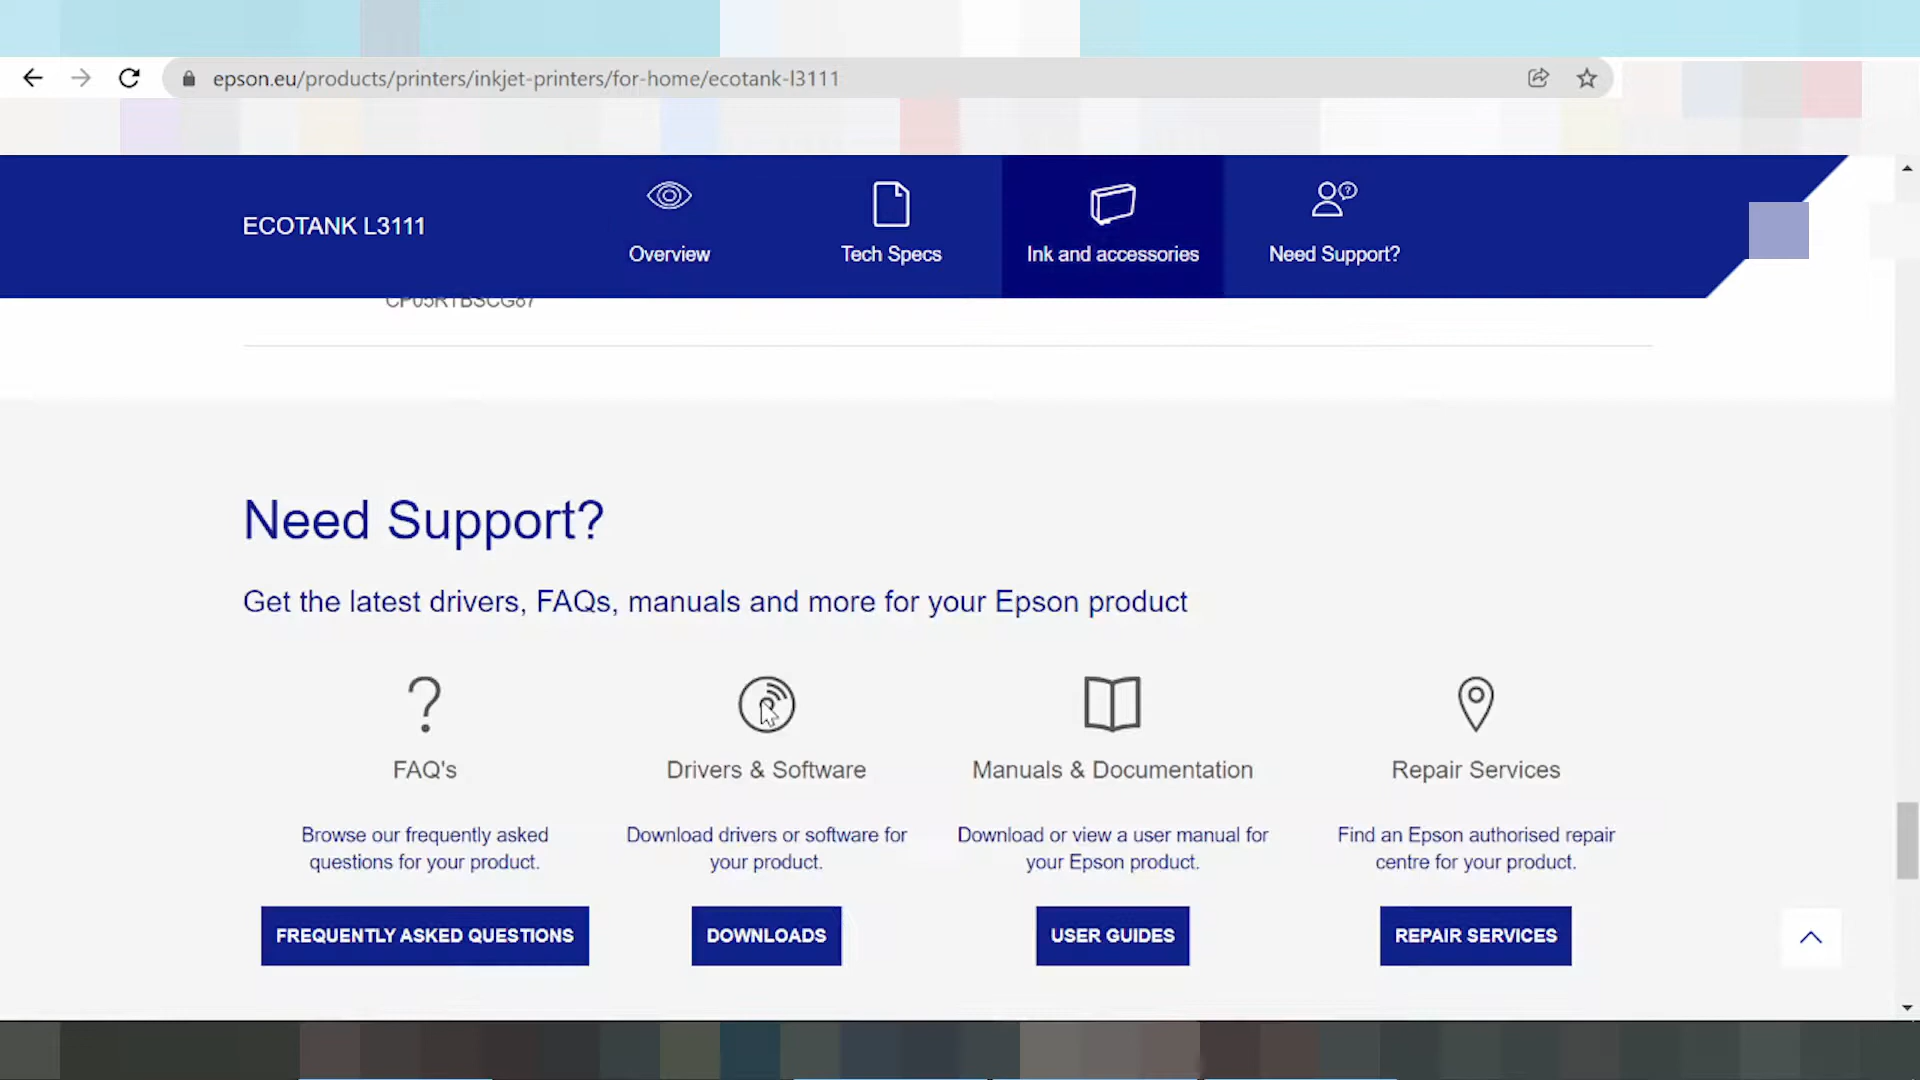 epson.eu/products/printers/inkjet-printers/for-home/ecotank-l3111
ECOTANK L3111
Overview
Tech Specs
Ink and accessories
Need Support?
Need Support?
Get the latest drivers, FAQs, manuals and more for your Epson product
FAQ's
Drivers & Software
Manuals & Documentation
Repair Services
Browse our frequently asked
questions for your product.
Download drivers or software for
your product.
Download or view a user manual for
your Epson product.
Find an Epson authorised repair
centre for your product.
FREQUENTLY ASKED QUESTIONS
DOWNLOADS
USER GUIDES
REPAIR SERVICES